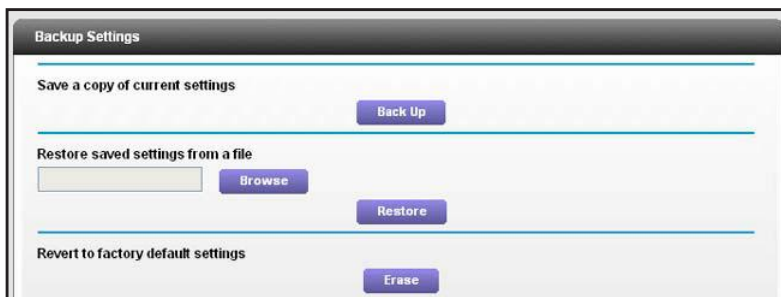 Backup Settings
Save a copy of current settings
Back Up
Restore saved settings from a file
Browse
Restore
Revert to factory default settings
Erase